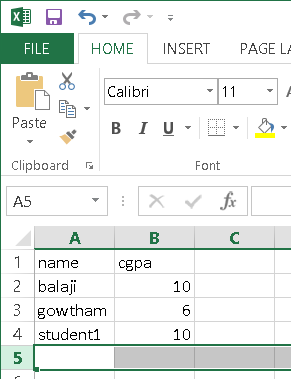 FILE HOME INSERT PAGE LA
Paste
Calibri 11
B I U
Clipboard Font
A5 fx
A B C
1 name cgpa
2 balaji 10
3 gowtham 6
4 student1 10
5